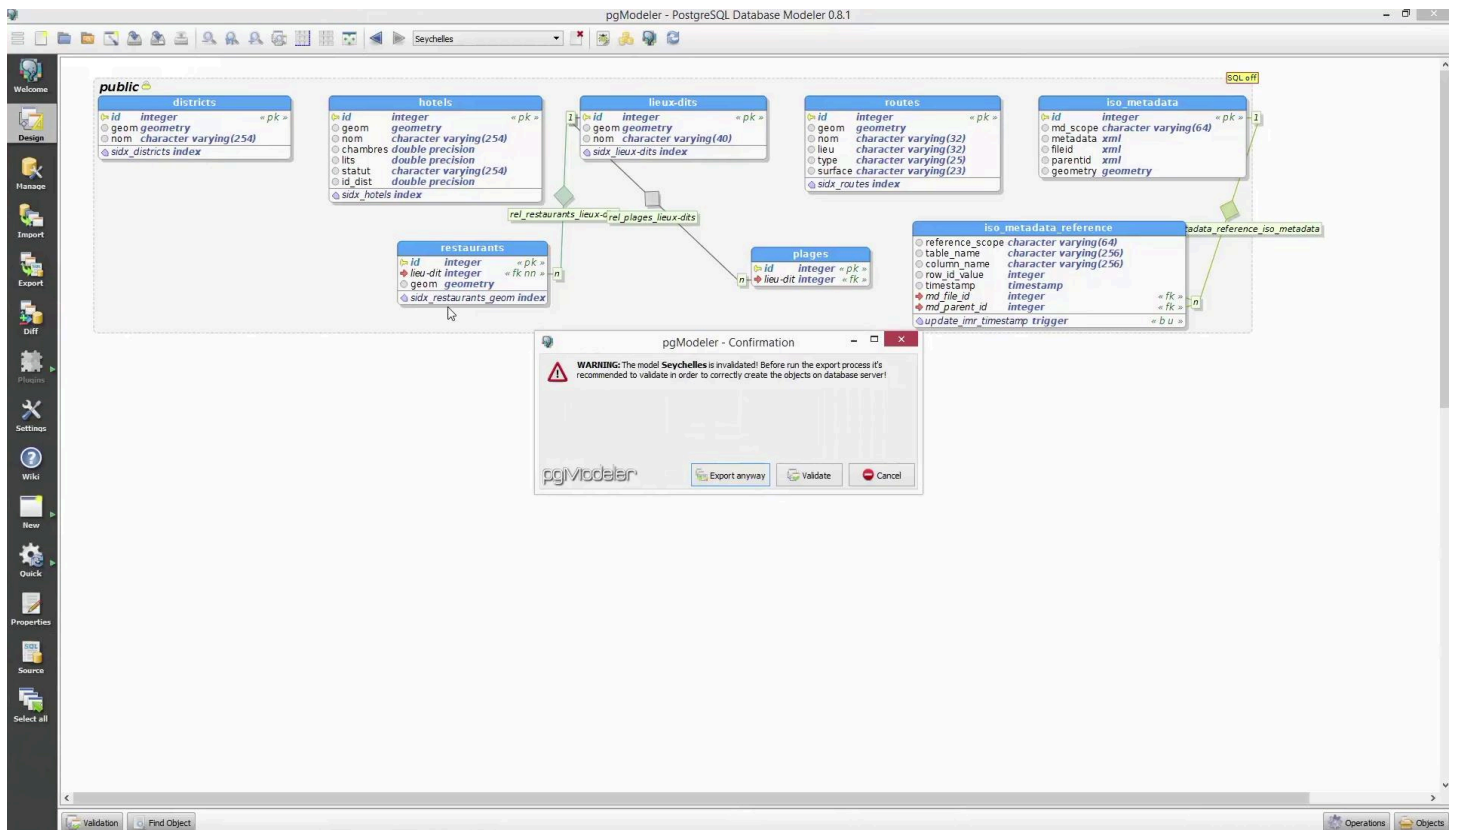 pgModeler - PostgreSQL Database Modeler 0.8.1
Seychelles
Welcome
Design
Manage
Import
Export
Diff
Plugins
Settings
Wiki
New
Quick
Properties
Source
Select all
SQL off
public
districts
id integer « pk »
geom geometry
nom character varying(254)
sidx_districts index
hotels
id integer « pk »
geom geometry
nom character varying(254)
chambres double precision
lits double precision
statut character varying(254)
id_dist double precision
sidx_hotels index
1
lieux-dits
id integer « pk »
geom geometry
nom character varying(40)
sidx_lieux-dits index
routes
id integer « pk »
geom geometry
nom character varying(32)
lieu character varying(32)
type character varying(25)
surface character varying(23)
sidx_routes index
iso_metadata
id integer « pk »
md_scope character varying(64)
metadata xml
fileid xml
parentid xml
geometry geometry
1
rel_restaurants_lieux-d
rel_plages_lieux-dits
restaurants
id integer « pk »
lieu-dit integer « fk nn »
geom geometry
sidx_restaurants_geom index
n
n
plages
id integer « pk »
lieu-dit integer « fk »
iso_metadata_reference
reference_scope character varying(64)
table_name character varying(256)
column_name character varying(256)
row_id_value integer
timestamp timestamp
md_file_id integer « fk »
md_parent_id integer « fk »
update_imr_timestamp trigger « b u »
n
tadata_reference_iso_metadata
pgModeler - Confirmation
WARNING: The model Seychelles is invalidated! Before run the export process it's
recommended to validate in order to correctly create the objects on database server!
pgModeler
Export anyway
Validate
Cancel
Validation
Find Object
Operations
Objects